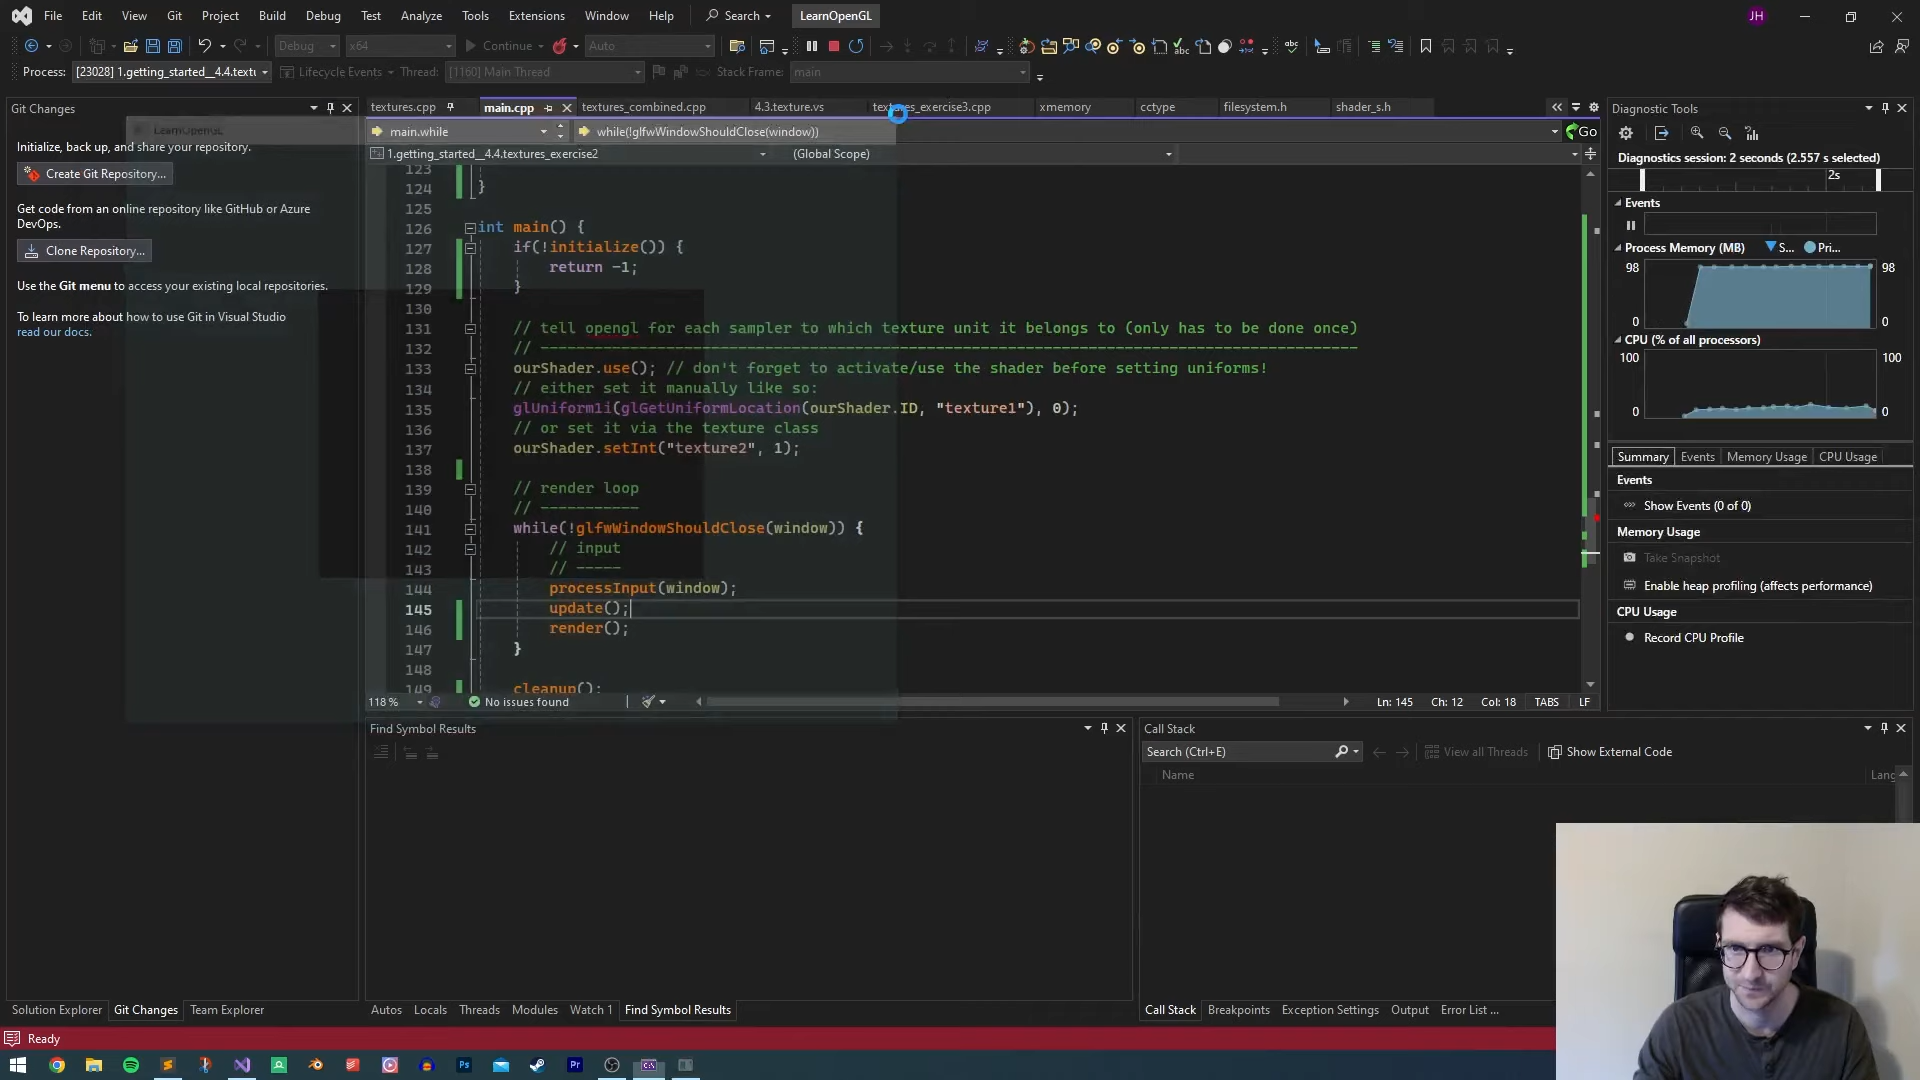 File Edit View Git Project Build Debug Test Analyze Tools Extensions Window Help Search LearnOpenGL JH
Debug x64 Continue Auto
Process: [23028] 1.getting_started__4.4.textu Lifecycle Events Thread: [1160] Main Thread Stack Frame: main
Git Changes
LearnOpenGL
Initialize, back up, and share your repository.
Create Git Repository...
Get code from an online repository like GitHub or Azure
DevOps.
Clone Repository...
Use the Git menu to access your existing local repositories.
To learn more about how to use Git in Visual Studio
read our docs.
textures.cpp main.cpp textures_combined.cpp 4.3.texture.vs textures_exercise3.cpp xmemory cctype filesystem.h shader_s.h
main.while while(!glfwWindowShouldClose(window)) Go
1.getting_started__4.4.textures_exercise2 (Global Scope)
123
124 }
125
126 int main() {
127 if(!initialize()) {
128 return -1;
129 }
130
131 // tell opengl for each sampler to which texture unit it belongs to (only has to be done once)
132 // -------------------------------------------------------------------------------------------
133 ourShader.use(); // don't forget to activate/use the shader before setting uniforms!
134 // either set it manually like so:
135 glUniform1i(glGetUniformLocation(ourShader.ID, "texture1"), 0);
136 // or set it via the texture class
137 ourShader.setInt("texture2", 1);
138
139 // render loop
140 // -----------
141 while(!glfwWindowShouldClose(window)) {
142 // input
143 // -----
144 processInput(window);
145 update();
146 render();
147 }
148
149 cleanup();
118 % No issues found Ln: 145 Ch: 12 Col: 18 TABS LF
Diagnostic Tools
Diagnostics session: 2 seconds (2.557 s selected)
2s
Events
Process Memory (MB) S... Pri...
98 98
0 0
CPU (% of all processors)
100 100
0 0
Summary Events Memory Usage CPU Usage
Events
Show Events (0 of 0)
Memory Usage
Take Snapshot
Enable heap profiling (affects performance)
CPU Usage
Record CPU Profile
Find Symbol Results
Call Stack
Search (Ctrl+E) View all Threads Show External Code
Name Lang
Solution Explorer Git Changes Team Explorer
Autos Locals Threads Modules Watch 1 Find Symbol Results
Call Stack Breakpoints Exception Settings Output Error List ...
Ready